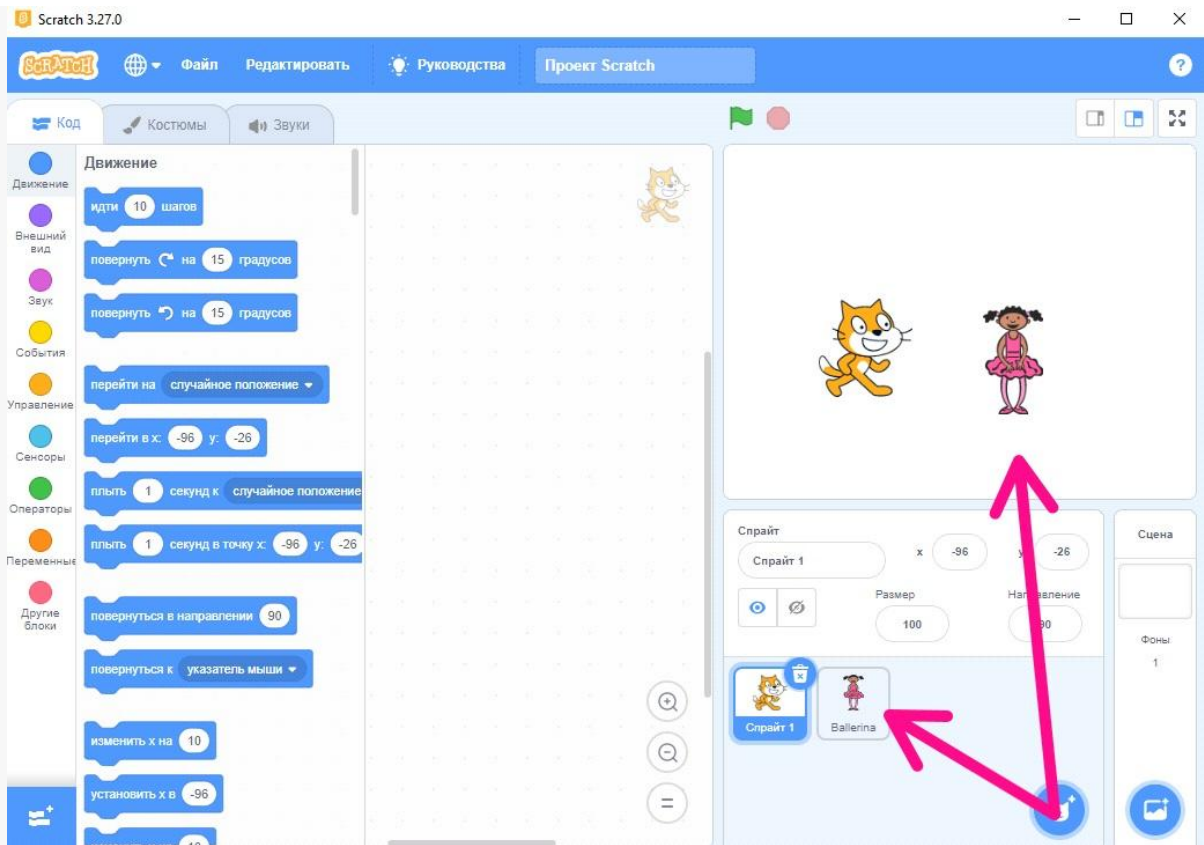 Scratch 3.27.0
SCRATCH
Файл
Редактировать
Руководства
Проект Scratch
?
Код
Костюмы
Звуки
Движение
Внешний
вид
Звук
События
Управление
Сенсоры
Операторы
Переменные
Другие
блоки
Движение
идти 10 шагов
повернуть на 15 градусов
повернуть на 15 градусов
перейти на случайное положение
перейти в x: -96 y: -26
плыть 1 секунд к случайное положение
плыть 1 секунд в точку x: -96 y: -26
повернуться в направлении 90
повернуться к указатель мыши
изменить x на 10
установить x в -96
Спрайт
Спрайт 1
x -96
y -26
Размер
100
Направление
90
Спрайт 1
Ballerina
Сцена
Фоны
1